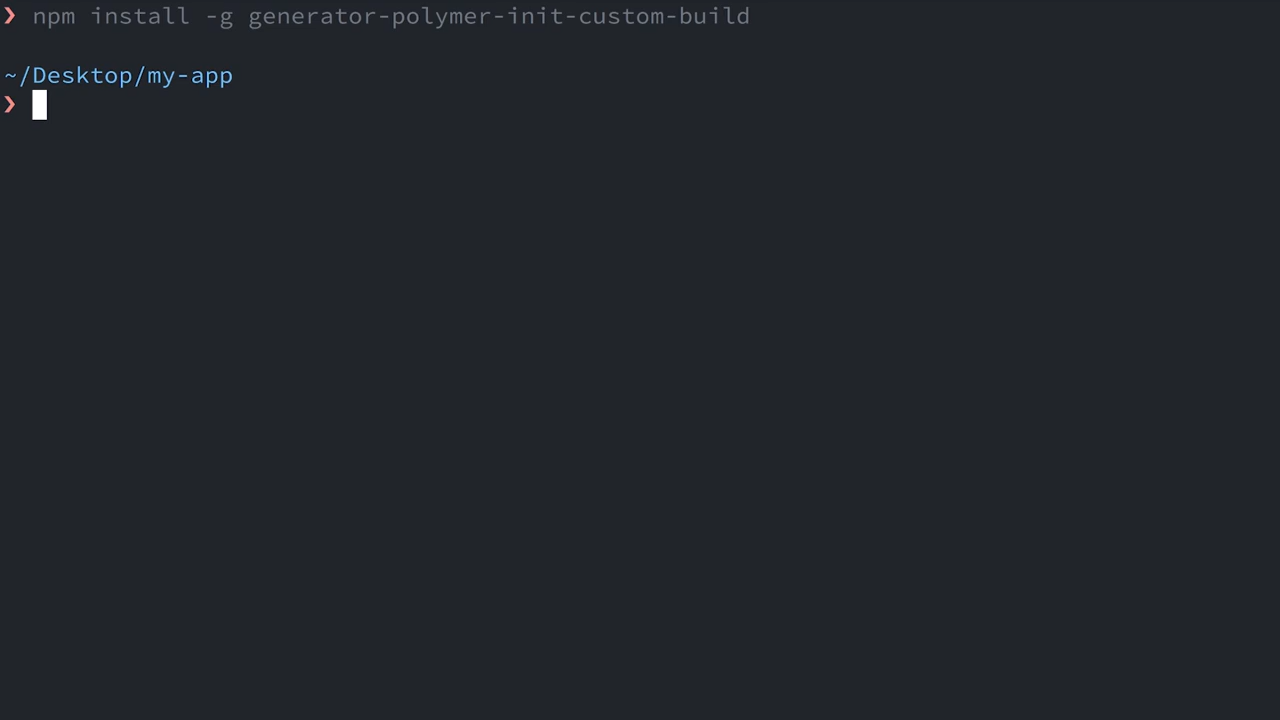 ❯ npm install -g generator-polymer-init-custom-build
~/Desktop/my-app
❯